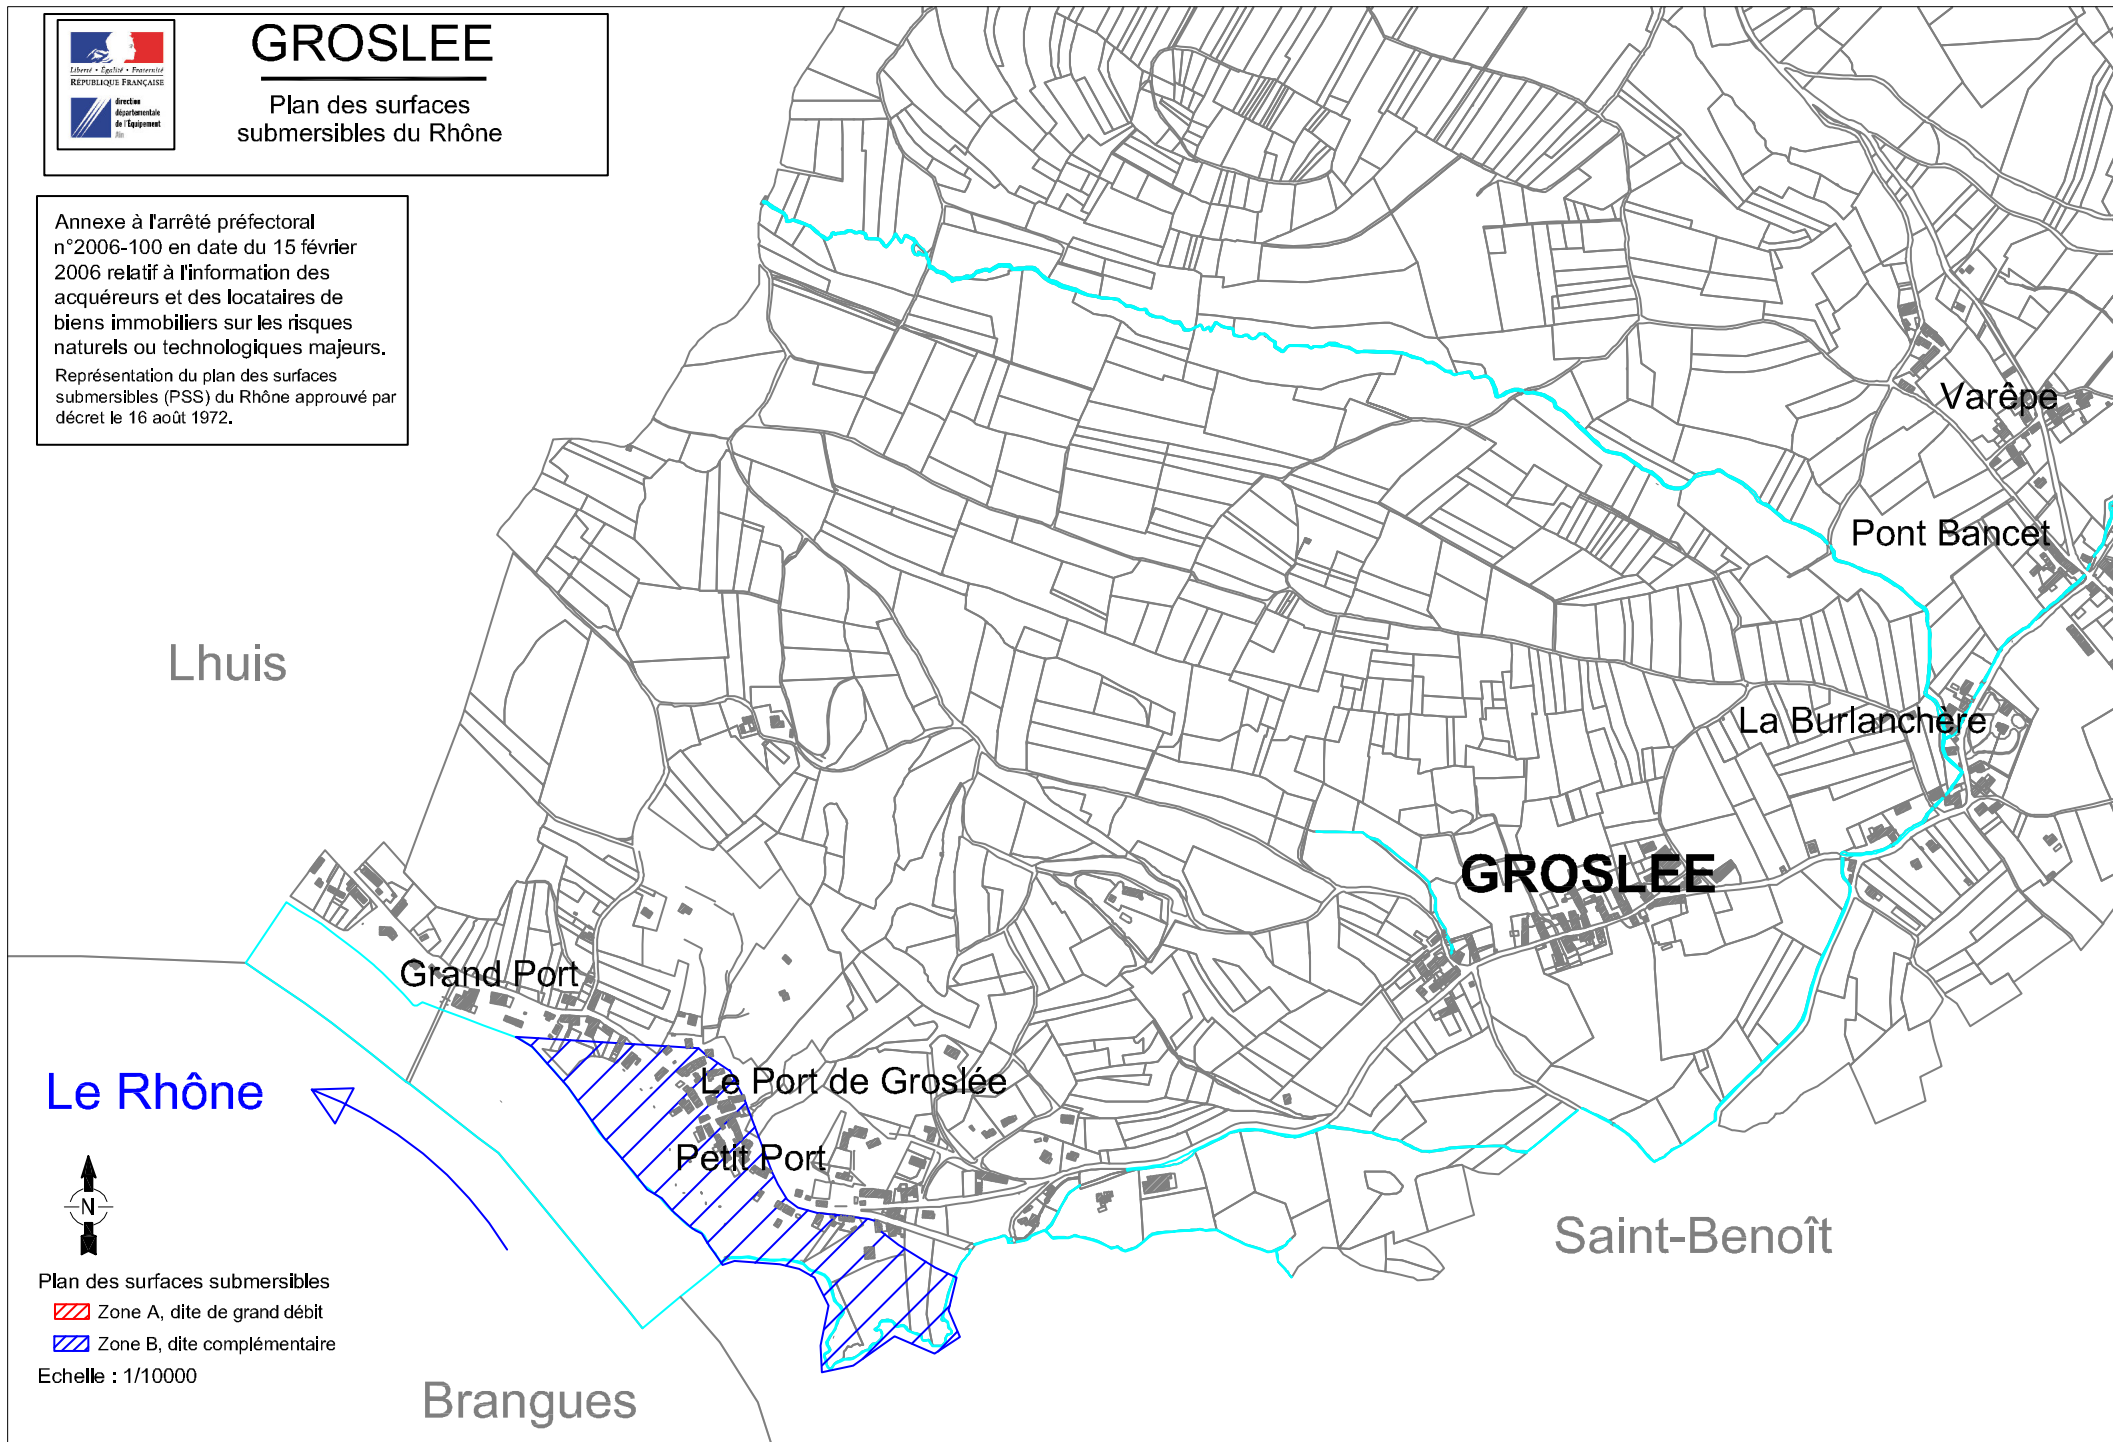 Liberté • Égalité • Fraternité
RÉPUBLIQUE FRANÇAISE
direction
départementale
de l'Équipement
Ain
GROSLEE
Plan des surfaces
submersibles du Rhône
Annexe à l'arrêté préfectoral
n°2006-100 en date du 15 février
2006 relatif à l'information des
acquéreurs et des locataires de
biens immobiliers sur les risques
naturels ou technologiques majeurs.
Représentation du plan des surfaces
submersibles (PSS) du Rhône approuvé par
décret le 16 août 1972.
Varêpe
Pont Bancet
Lhuis
La Burlanchère
GROSLEE
Grand Port
Le Port de Groslée
Le Rhône
Petit Port
N
Saint-Benoît
Plan des surfaces submersibles
Zone A, dite de grand débit
Zone B, dite complémentaire
Echelle : 1/10000
Brangues